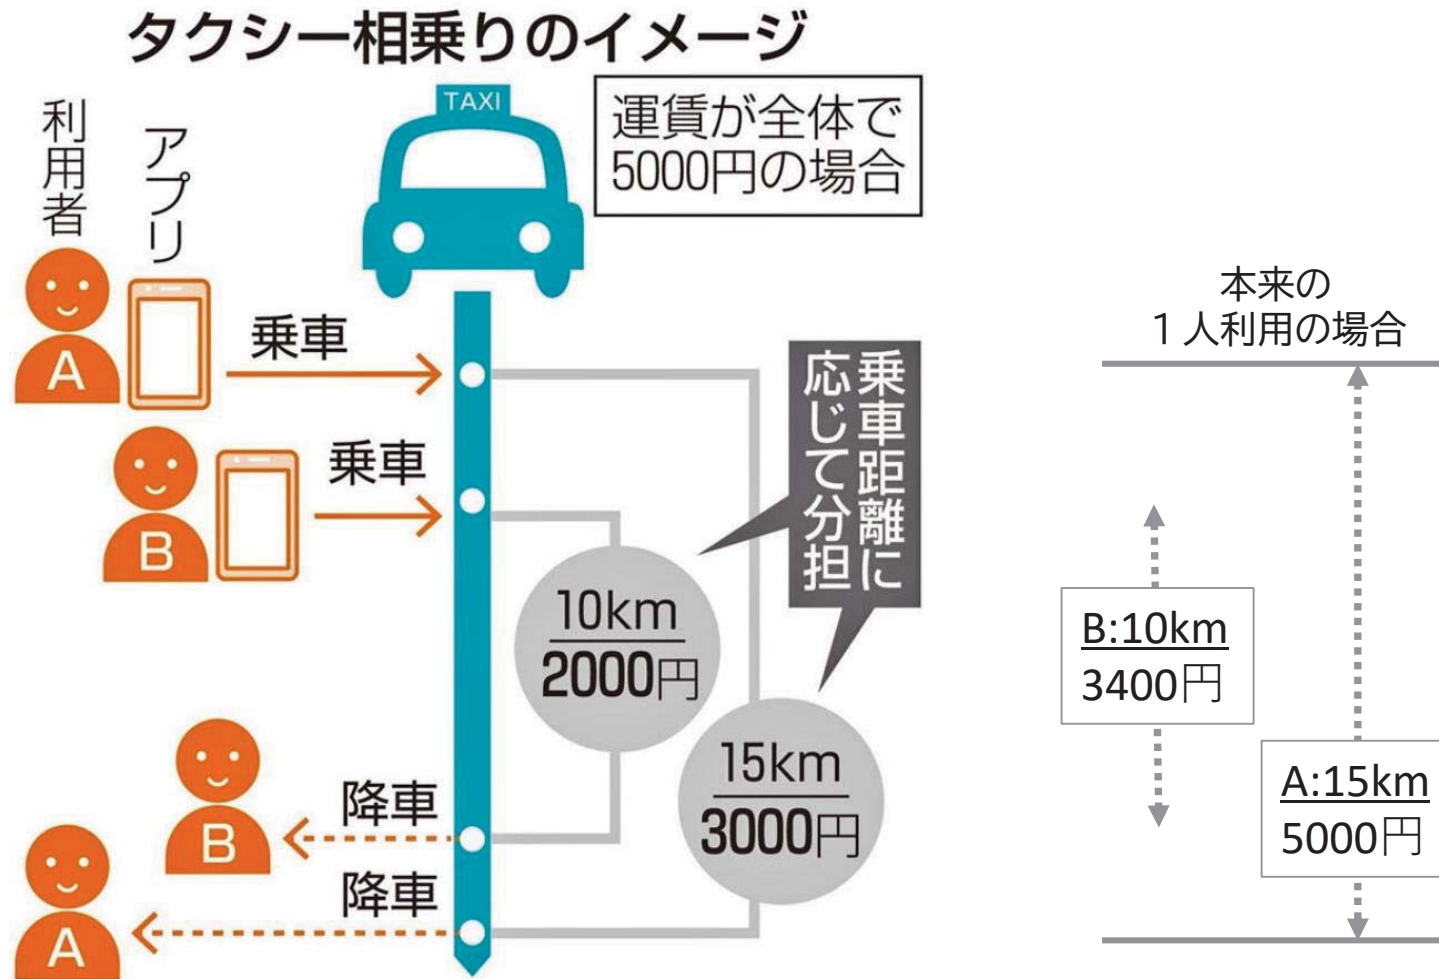 タクシー相乗りのイメージ
利用者
アプリ
TAXI
運賃が全体で
5000円の場合
A
乗車
B
乗車
乗車距離に
応じて分担
10km
2000円
15km
3000円
B
降車
A
降車
本来の
1人利用の場合
B:10km
3400円
A:15km
5000円